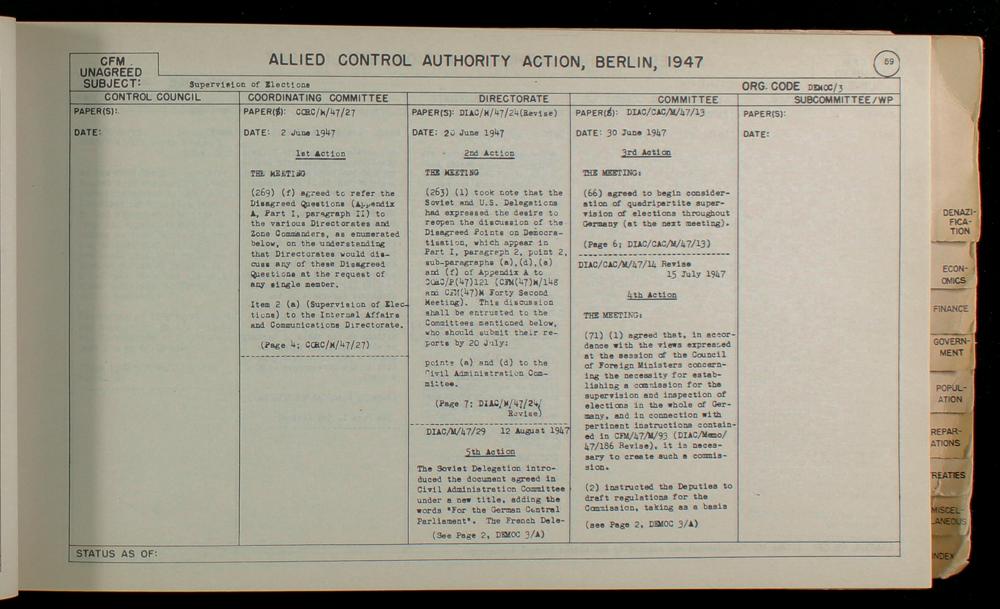 CFM
UNAGREED
ALLIED CONTROL AUTHORITY ACTION, BERLIN, 1947
59
SUBJECT: Supervision of Elections
ORG. CODE DEMOC/3
CONTROL COUNCIL
PAPER(S):
DATE:
COORDINATING COMMITTEE
PAPER(S): CORC/M/47/27
DATE: 2 June 1947
1st Action
THE MEETING
(269) (f) agreed to refer the
Disagreed Questions (Appendix
A, Part I, paragraph II) to
the various Directorates and
Zone Commanders, as enumerated
below, on the understanding
that Directorates would dis-
cuss any of these Disagreed
Questions at the request of
any single member.
Item 2 (a) (Supervision of Elec-
tions) to the Internal Affairs
and Communications Directorate.
(Page 4; CORC/M/47/27)
DIRECTORATE
PAPER(S): DIAC/M/47/24(Revise)
DATE: 20 June 1947
2nd Action
THE MEETING
(263) (1) took note that the
Soviet and U.S. Delegations
had expressed the desire to
reopen the discussion of the
Disagreed Points on Democra-
tisation, which appear in
Part I, paragraph 2, point 2,
sub-paragraphs (a),(d),(e)
and (f) of Appendix A to
CORC/P(47)121 (CFM(47)M/148
and CFM(47)M Forty Second
Meeting). This discussion
shall be entrusted to the
Committees mentioned below,
who should submit their re-
ports by 20 July:
points (a) and (d) to the
Civil Administration Com-
mittee.
(Page 7; DIAC/M/47/24/
Revise)
DIAC/M/47/29 12 August 1947
5th Action
The Soviet Delegation intro-
duced the document agreed in
Civil Administration Committee
under a new title, adding the
words "For the German Central
Parliament". The French Dele-
(See Page 2, DEMOC 3/A)
COMMITTEE
PAPER(S): DIAC/CAC/M/47/13
DATE: 30 June 1947
3rd Action
THE MEETING:
(66) agreed to begin consider-
ation of quadripartite super-
vision of elections throughout
Germany (at the next meeting).
(Page 6; DIAC/CAC/M/47/13)
DIAC/CAC/M/47/14 Revise
15 July 1947
4th Action
THE MEETING:
(71) (1) agreed that, in accor-
dance with the views expressed
at the session of the Council
of Foreign Ministers concern-
ing the necessity for estab-
lishing a commission for the
supervision and inspection of
elections in the whole of Ger-
many, and in connection with
pertinent instructions contain-
ed in CFM/47/M/93 (DIAC/Memo/
47/186 Revise), it is neces-
sary to create such a commis-
sion.
(2) instructed the Deputies to
draft regulations for the
Commission, taking as a basis
(see Page 2, DEMOC 3/A)
SUBCOMMITTEE/WP
PAPER(S):
DATE:
STATUS AS OF:
DENAZI-
FICA-
TION
ECON-
OMICS
FINANCE
GOVERN-
MENT
POPUL-
ATION
REPAR-
ATIONS
TREATIES
MISCEL-
LANEOUS
INDEX